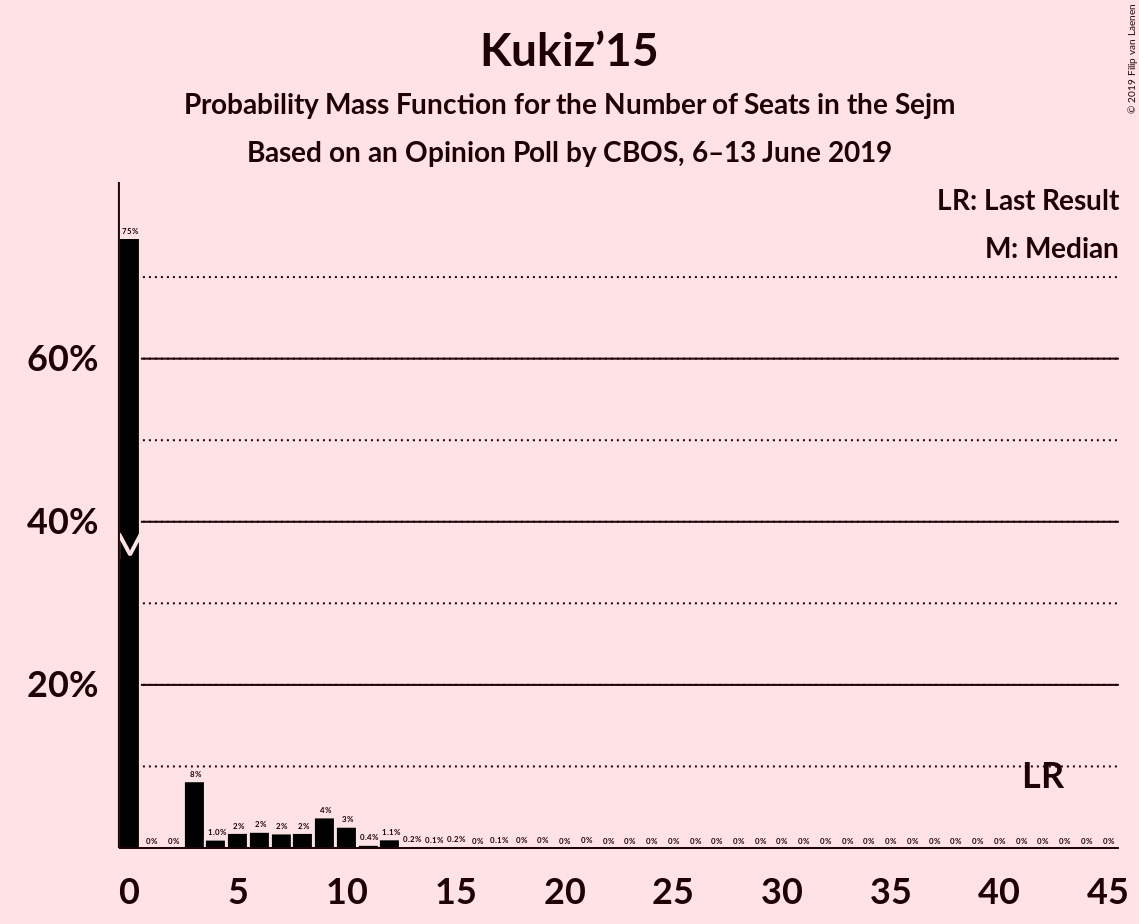 Kukiz’15
Probability Mass Function for the Number of Seats in the Sejm
Based on an Opinion Poll by CBOS, 6–13 June 2019
© 2019 Filip van Laenen
LR: Last Result
M: Median
75%
60%
40%
20%
LR
8% 4% 3%
0% 0% 1.0% 2% 2% 2% 2% 0.4% 1.1% 0.2% 0.1% 0.2% 0% 0.1% 0% 0% 0% 0% 0% 0% 0% 0% 0% 0% 0% 0% 0% 0% 0% 0% 0% 0% 0% 0% 0% 0% 0% 0% 0% 0% 0% 0%
0 5 10 15 20 25 30 35 40 45